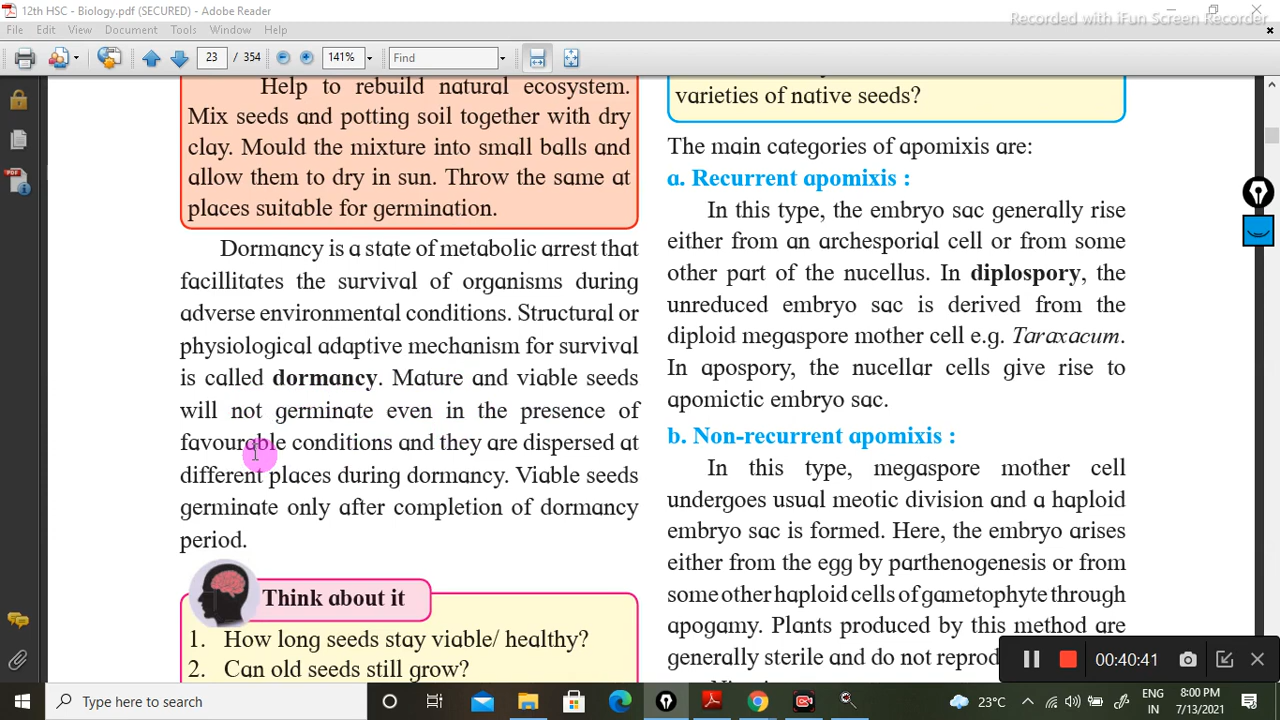 12th HSC - Biology.pdf (SECURED) - Adobe Reader
Recorded with iFun Screen Recorder
File Edit View Document Tools Window Help
23 / 354 141% Find
Help to rebuild natural ecosystem.
Mix seeds and potting soil together with dry
clay. Mould the mixture into small balls and
allow them to dry in sun. Throw the same at
places suitable for germination.
Dormancy is a state of metabolic arrest that
facillitates the survival of organisms during
adverse environmental conditions. Structural or
physiological adaptive mechanism for survival
is called dormancy. Mature and viable seeds
will not germinate even in the presence of
favourable conditions and they are dispersed at
different places during dormancy. Viable seeds
germinate only after completion of dormancy
period.
Think about it
1. How long seeds stay viable/ healthy?
2. Can old seeds still grow?
varieties of native seeds?
The main categories of apomixis are:
a. Recurrent apomixis :
In this type, the embryo sac generally rise
either from an archesporial cell or from some
other part of the nucellus. In diplospory, the
unreduced embryo sac is derived from the
diploid megaspore mother cell e.g. Taraxacum.
In apospory, the nucellar cells give rise to
apomictic embryo sac.
b. Non-recurrent apomixis :
In this type, megaspore mother cell
undergoes usual meotic division and a haploid
embryo sac is formed. Here, the embryo arises
either from the egg by parthenogenesis or from
some other haploid cells of gametophyte through
apogamy. Plants produced by this method are
generally sterile and do not reprod
00:40:41
Type here to search
23°C
ENG
IN
8:00 PM
7/13/2021